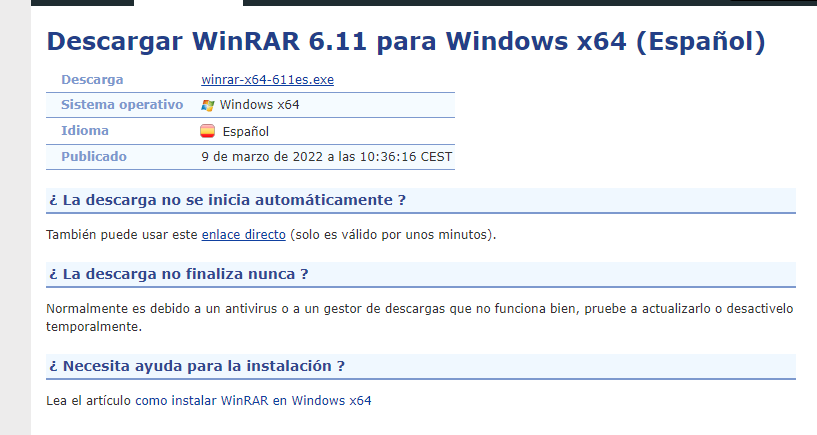 Descargar WinRAR 6.11 para Windows x64 (Español)
Descarga winrar-x64-611es.exe
Sistema operativo Windows x64
Idioma Español
Publicado 9 de marzo de 2022 a las 10:36:16 CEST
¿ La descarga no se inicia automáticamente ?
También puede usar este enlace directo (solo es válido por unos minutos).
¿ La descarga no finaliza nunca ?
Normalmente es debido a un antivirus o a un gestor de descargas que no funciona bien, pruebe a actualizarlo o desactivelo
temporalmente.
¿ Necesita ayuda para la instalación ?
Lea el artículo como instalar WinRAR en Windows x64